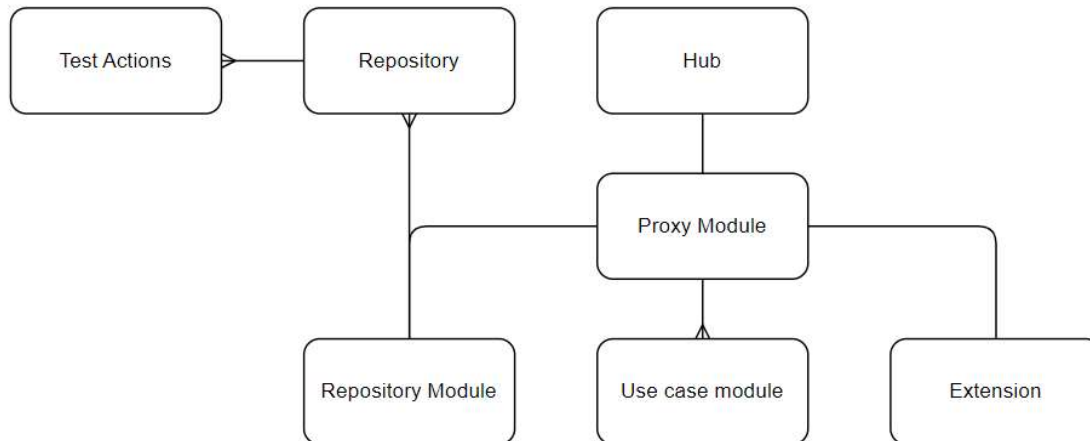 Test Actions
Repository
Hub
Proxy Module
Repository Module
Use case module
Extension